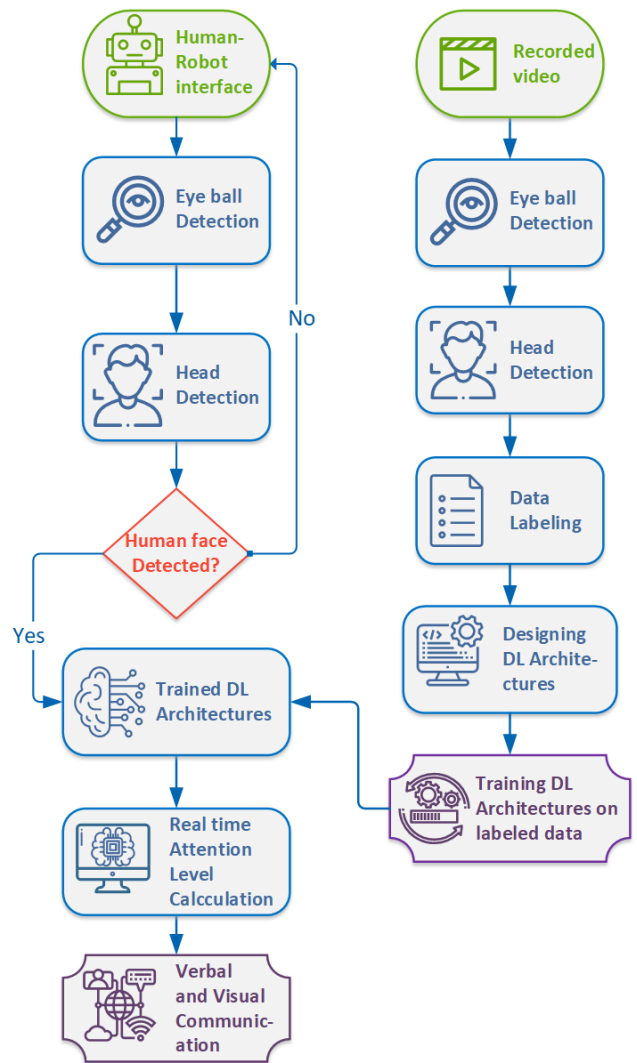 Human-
Robot
interface
Eye ball
Detection
Head
Detection
No
Human face
Detected?
Yes
Trained DL
Architectures
Real time
Attention
Level
Calcculation
Verbal
and Visual
Communic-
ation
Recorded
video
Eye ball
Detection
Head
Detection
Data
Labeling
</>
Designing
DL Archite-
ctures
Training DL
Architectures on
labeled data